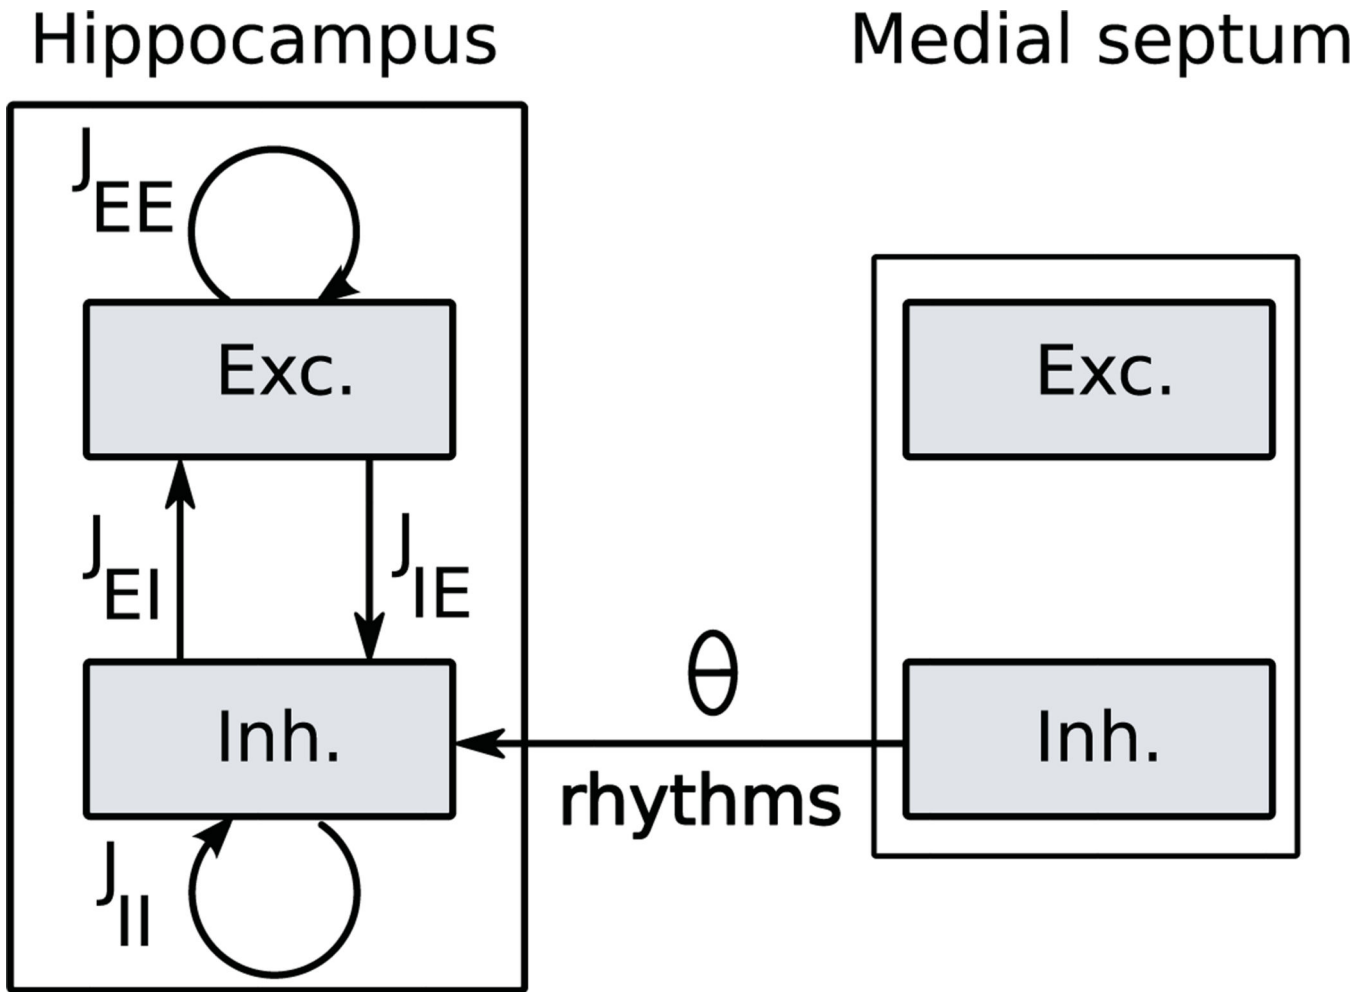 Hippocampus
Medial septum
J
EE
Exc.
Exc.
J
EI
J
IE
θ
Inh.
Inh.
rhythms
J
II